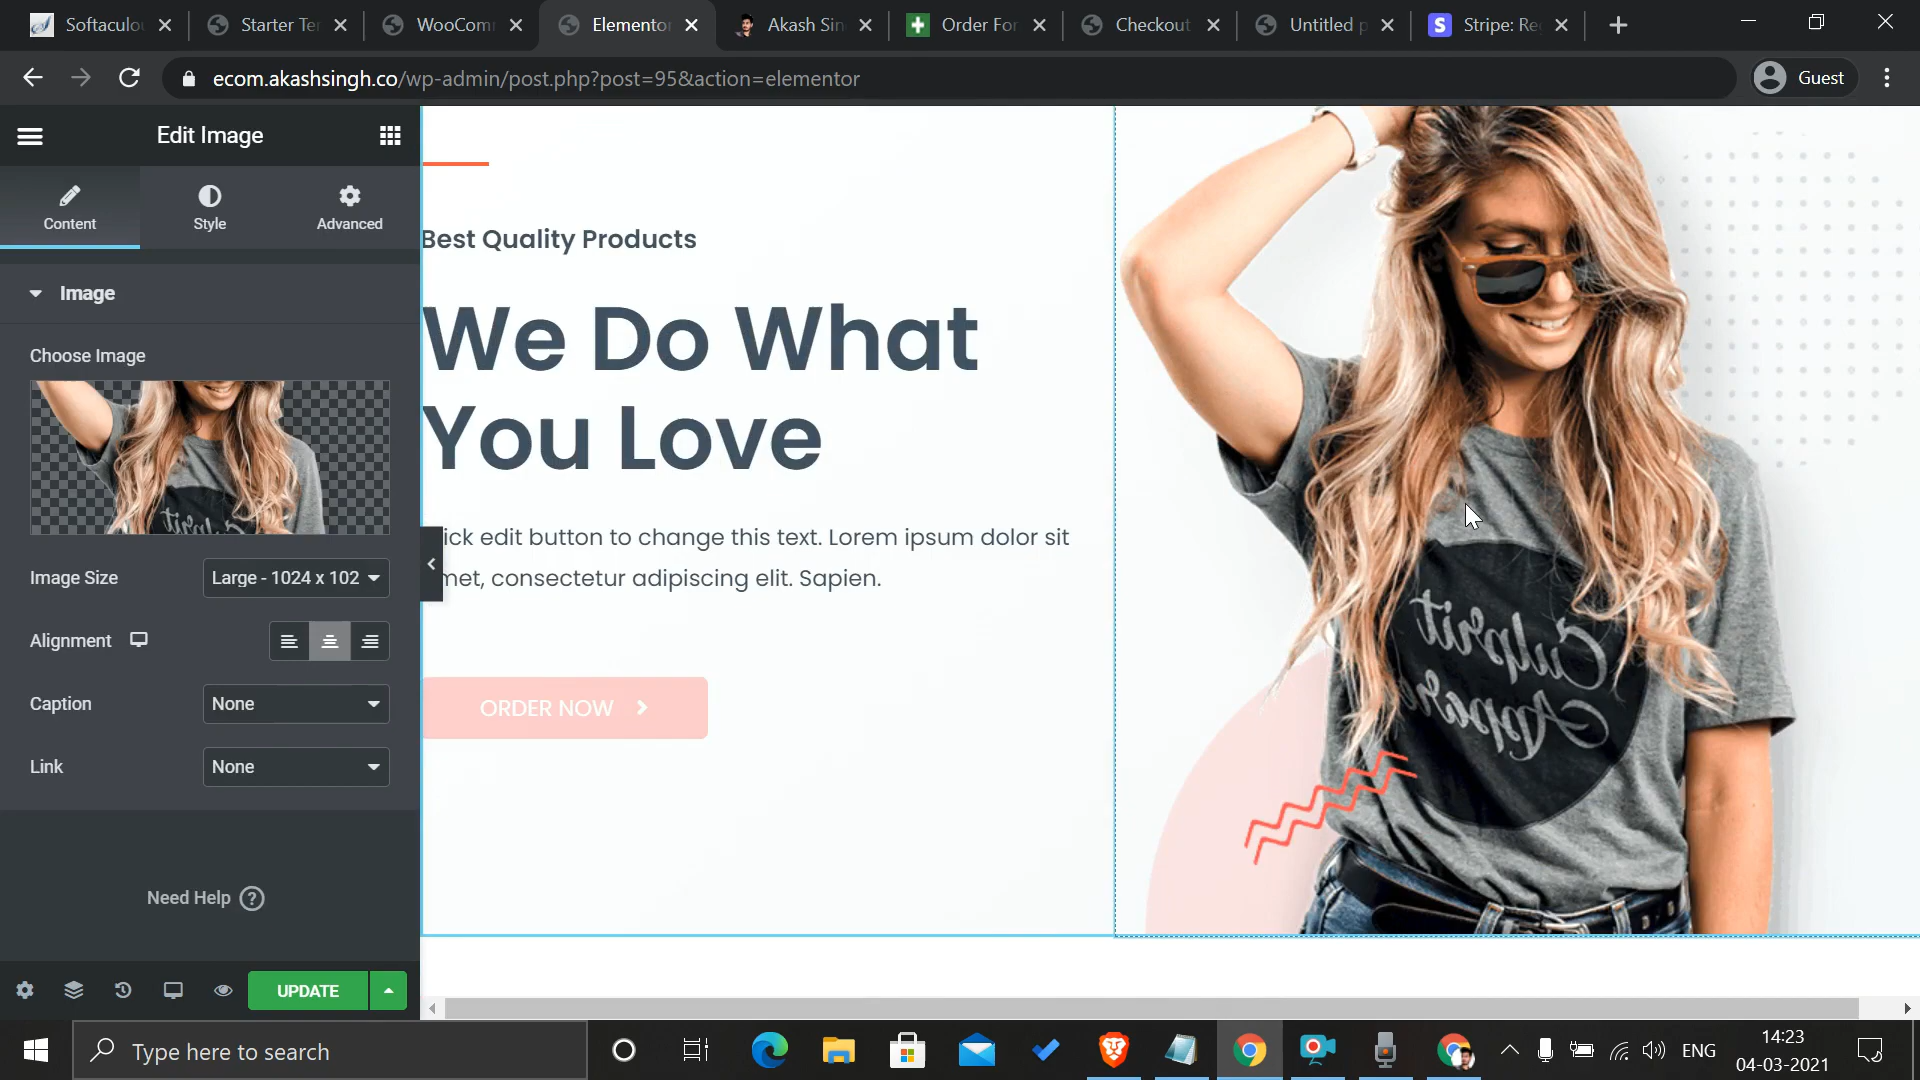 Softaculo
Starter Te
WooCom
Elemento
Akash Sin
Order For
Checkout
Untitled p
Stripe: Re
ecom.akashsingh.co/wp-admin/post.php?post=95&action=elementor
Guest
Edit Image
Content
Style
Advanced
Image
Choose Image
Image Size
Large - 1024 x 102
Alignment
Caption
None
Link
None
Need Help
UPDATE
Best Quality Products
We Do What
You Love
ick edit button to change this text. Lorem ipsum dolor sit
met, consectetur adipiscing elit. Sapien.
ORDER NOW
Culprit
Type here to search
ENG
14:23
04-03-2021